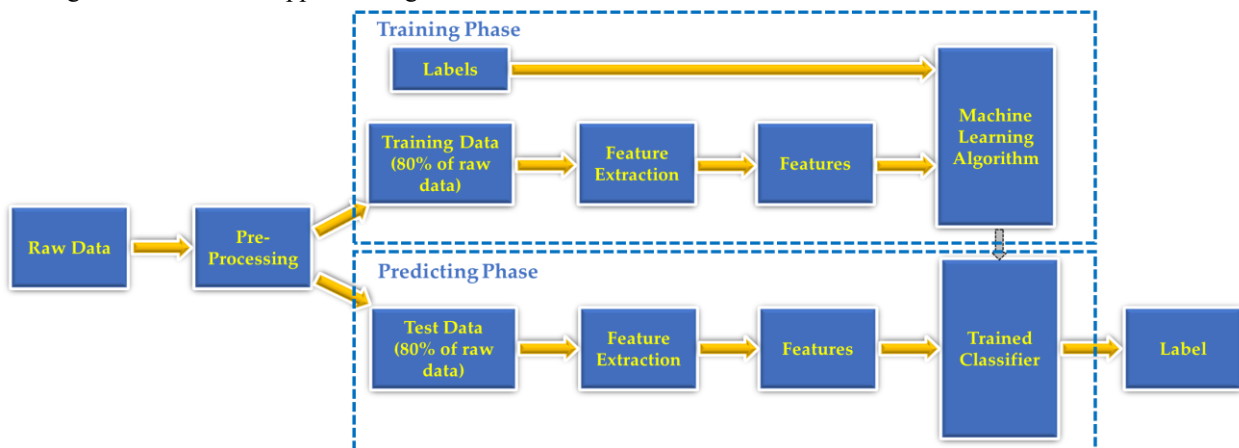 Training Phase
Labels
Machine
Learning
Algorithm
Training Data
(80% of raw
data)
Feature
Extraction
Features
Raw Data
Pre-
Processing
Predicting Phase
Test Data
(80% of raw
data)
Feature
Extraction
Features
Trained
Classifier
Label